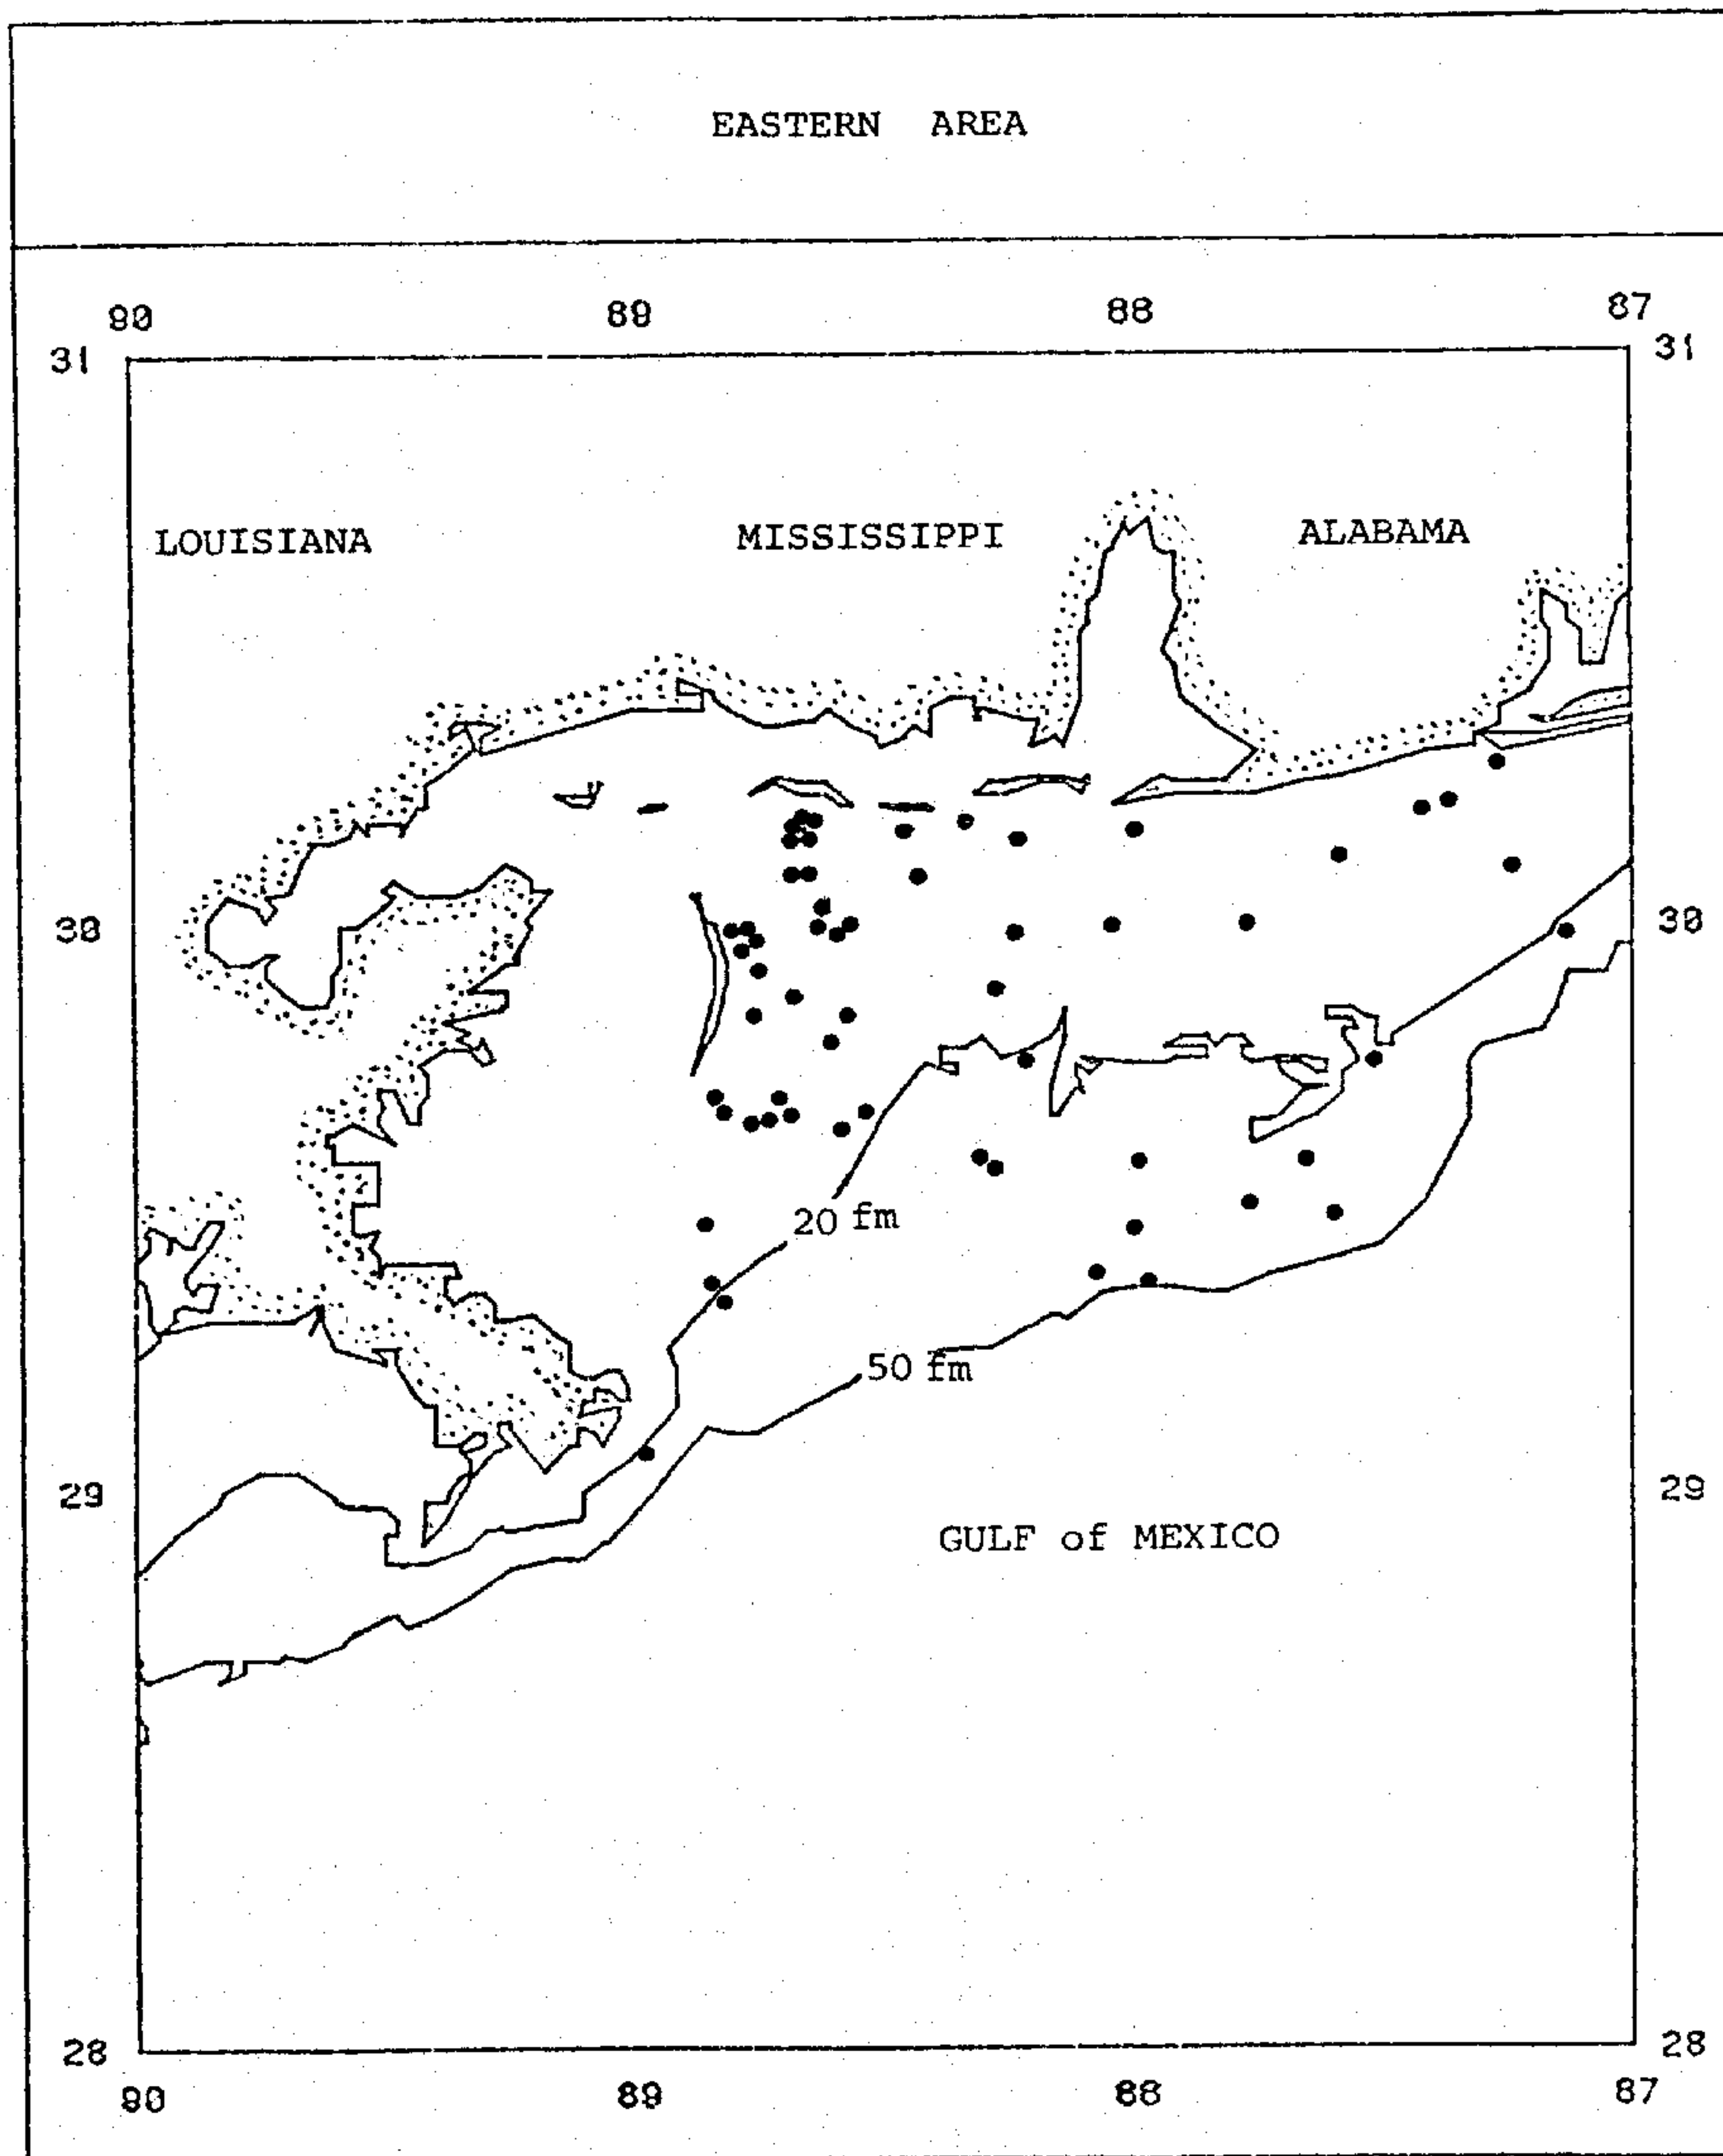 EASTERN AREA
90 89 88 87
31 31
LOUISIANA MISSISSIPPI ALABAMA
30 30
20 fm
50 fm
29 29
GULF of MEXICO
28 28
90 89 88 87